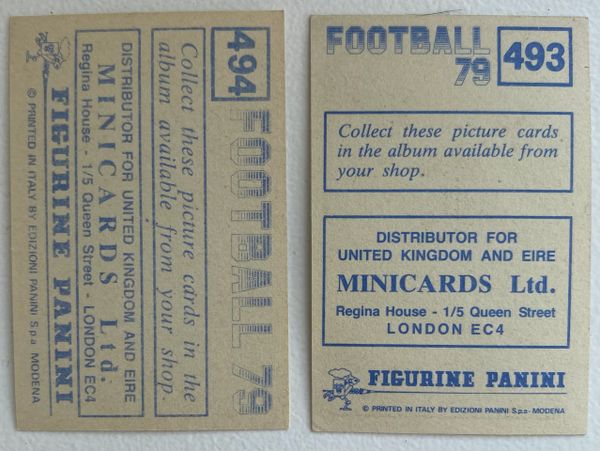 494
FOOTBALL 79
Collect these picture cards in the
album available from your shop.
DISTRIBUTOR FOR UNITED KINGDOM AND EIRE
MINICARDS Ltd.
Regina House - 1/5 Queen Street - LONDON EC4
FIGURINE PANINI
© PRINTED IN ITALY BY EDIZIONI PANINI S.p.a MODENA
FOOTBALL
79
493
Collect these picture cards
in the album available from
your shop.
DISTRIBUTOR FOR
UNITED KINGDOM AND EIRE
MINICARDS Ltd.
Regina House - 1/5 Queen Street
LONDON EC4
FIGURINE PANINI
© PRINTED IN ITALY BY EDIZIONI PANINI S.p.a - MODENA